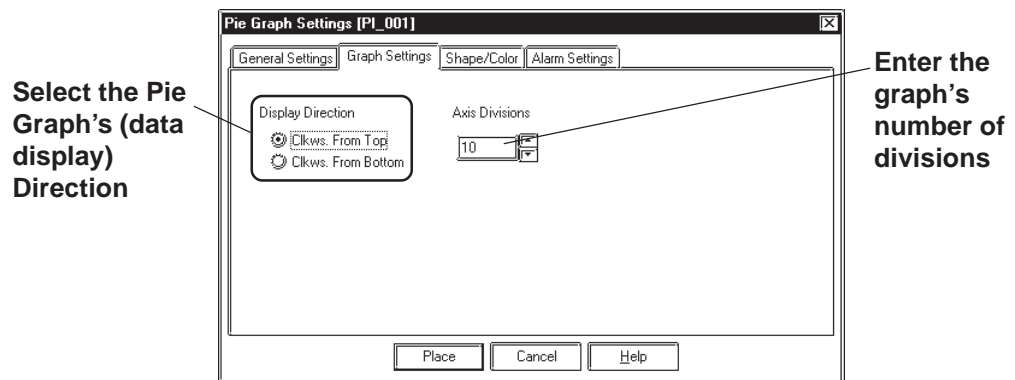 Pie Graph Settings [PI_001]
General Settings Graph Settings Shape/Color Alarm Settings
Select the Pie
Graph's (data
display)
Direction
Display Direction
Clkws. From Top
Clkws. From Bottom
Axis Divisions
10
Enter the
graph's
number of
divisions
Place Cancel Help